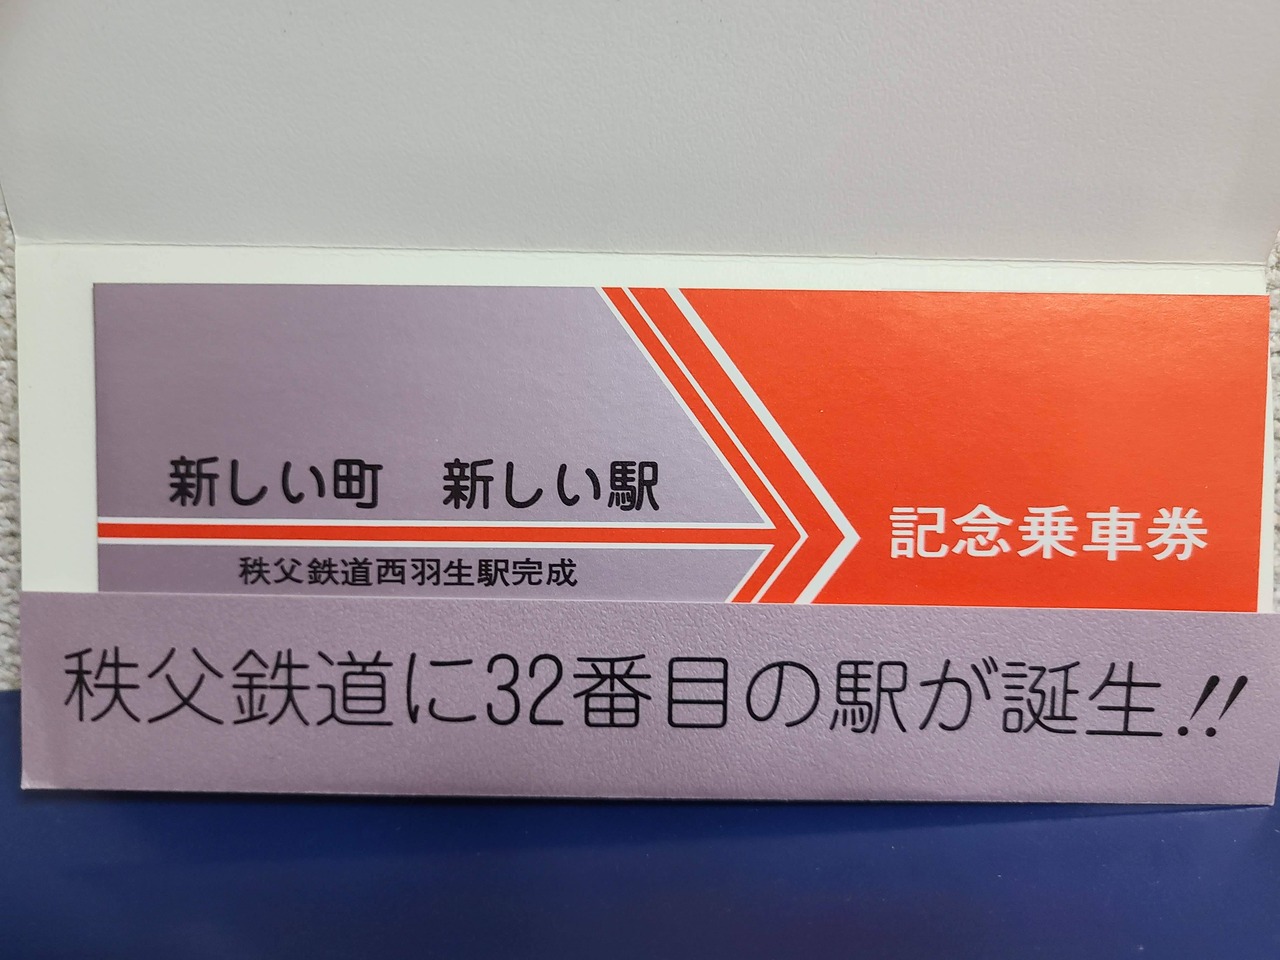 新しい町　新しい駅
秩父鉄道西羽生駅完成
記念乗車券
秩父鉄道に32番目の駅が誕生!!